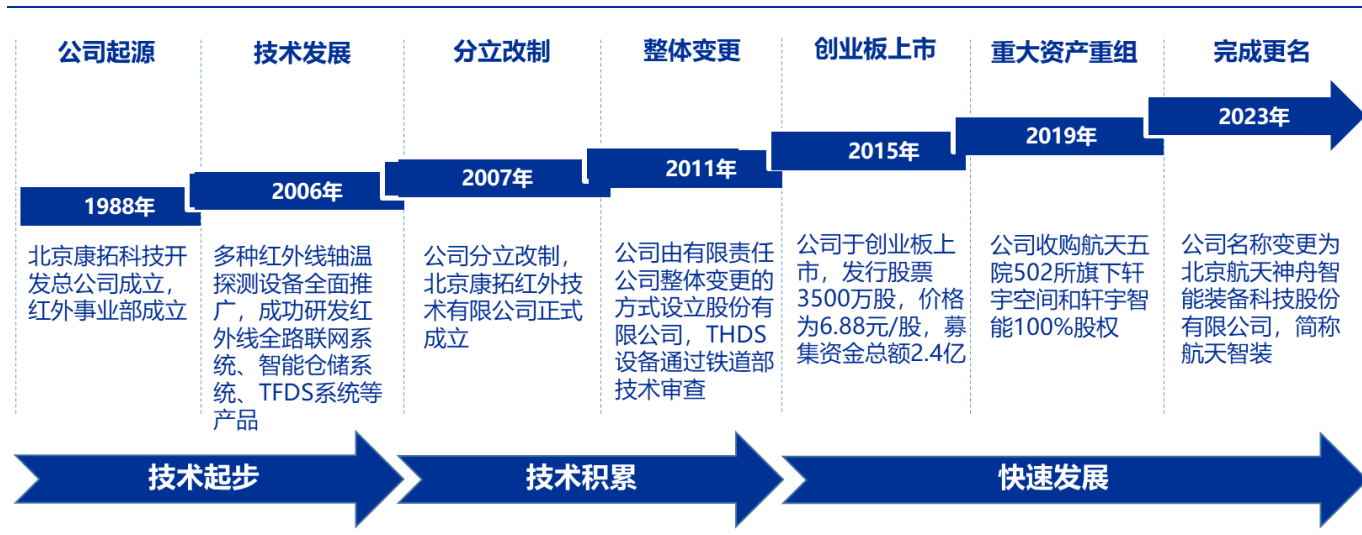 公司起源
技术发展
分立改制
整体变更
创业板上市
重大资产重组
完成更名
1988年
2006年
2007年
2011年
2015年
2019年
2023年
北京康拓科技开
发总公司成立，
红外事业部成立
多种红外线轴温
探测设备全面推
广，成功研发红
外线全路联网系
统、智能仓储系
统、TFDS系统等
产品
公司分立改制，
北京康拓红外技
术有限公司正式
成立
公司由有限责任
公司整体变更的
方式设立股份有
限公司，THDS
设备通过铁道部
技术审查
公司于创业板上
市，发行股票
3500万股，价格
为6.88元/股，募
集资金总额2.4亿
公司收购航天五
院502所旗下轩
宇空间和轩宇智
能100%股权
公司名称变更为
北京航天神舟智
能装备科技股份
有限公司，简称
航天智装
技术起步
技术积累
快速发展